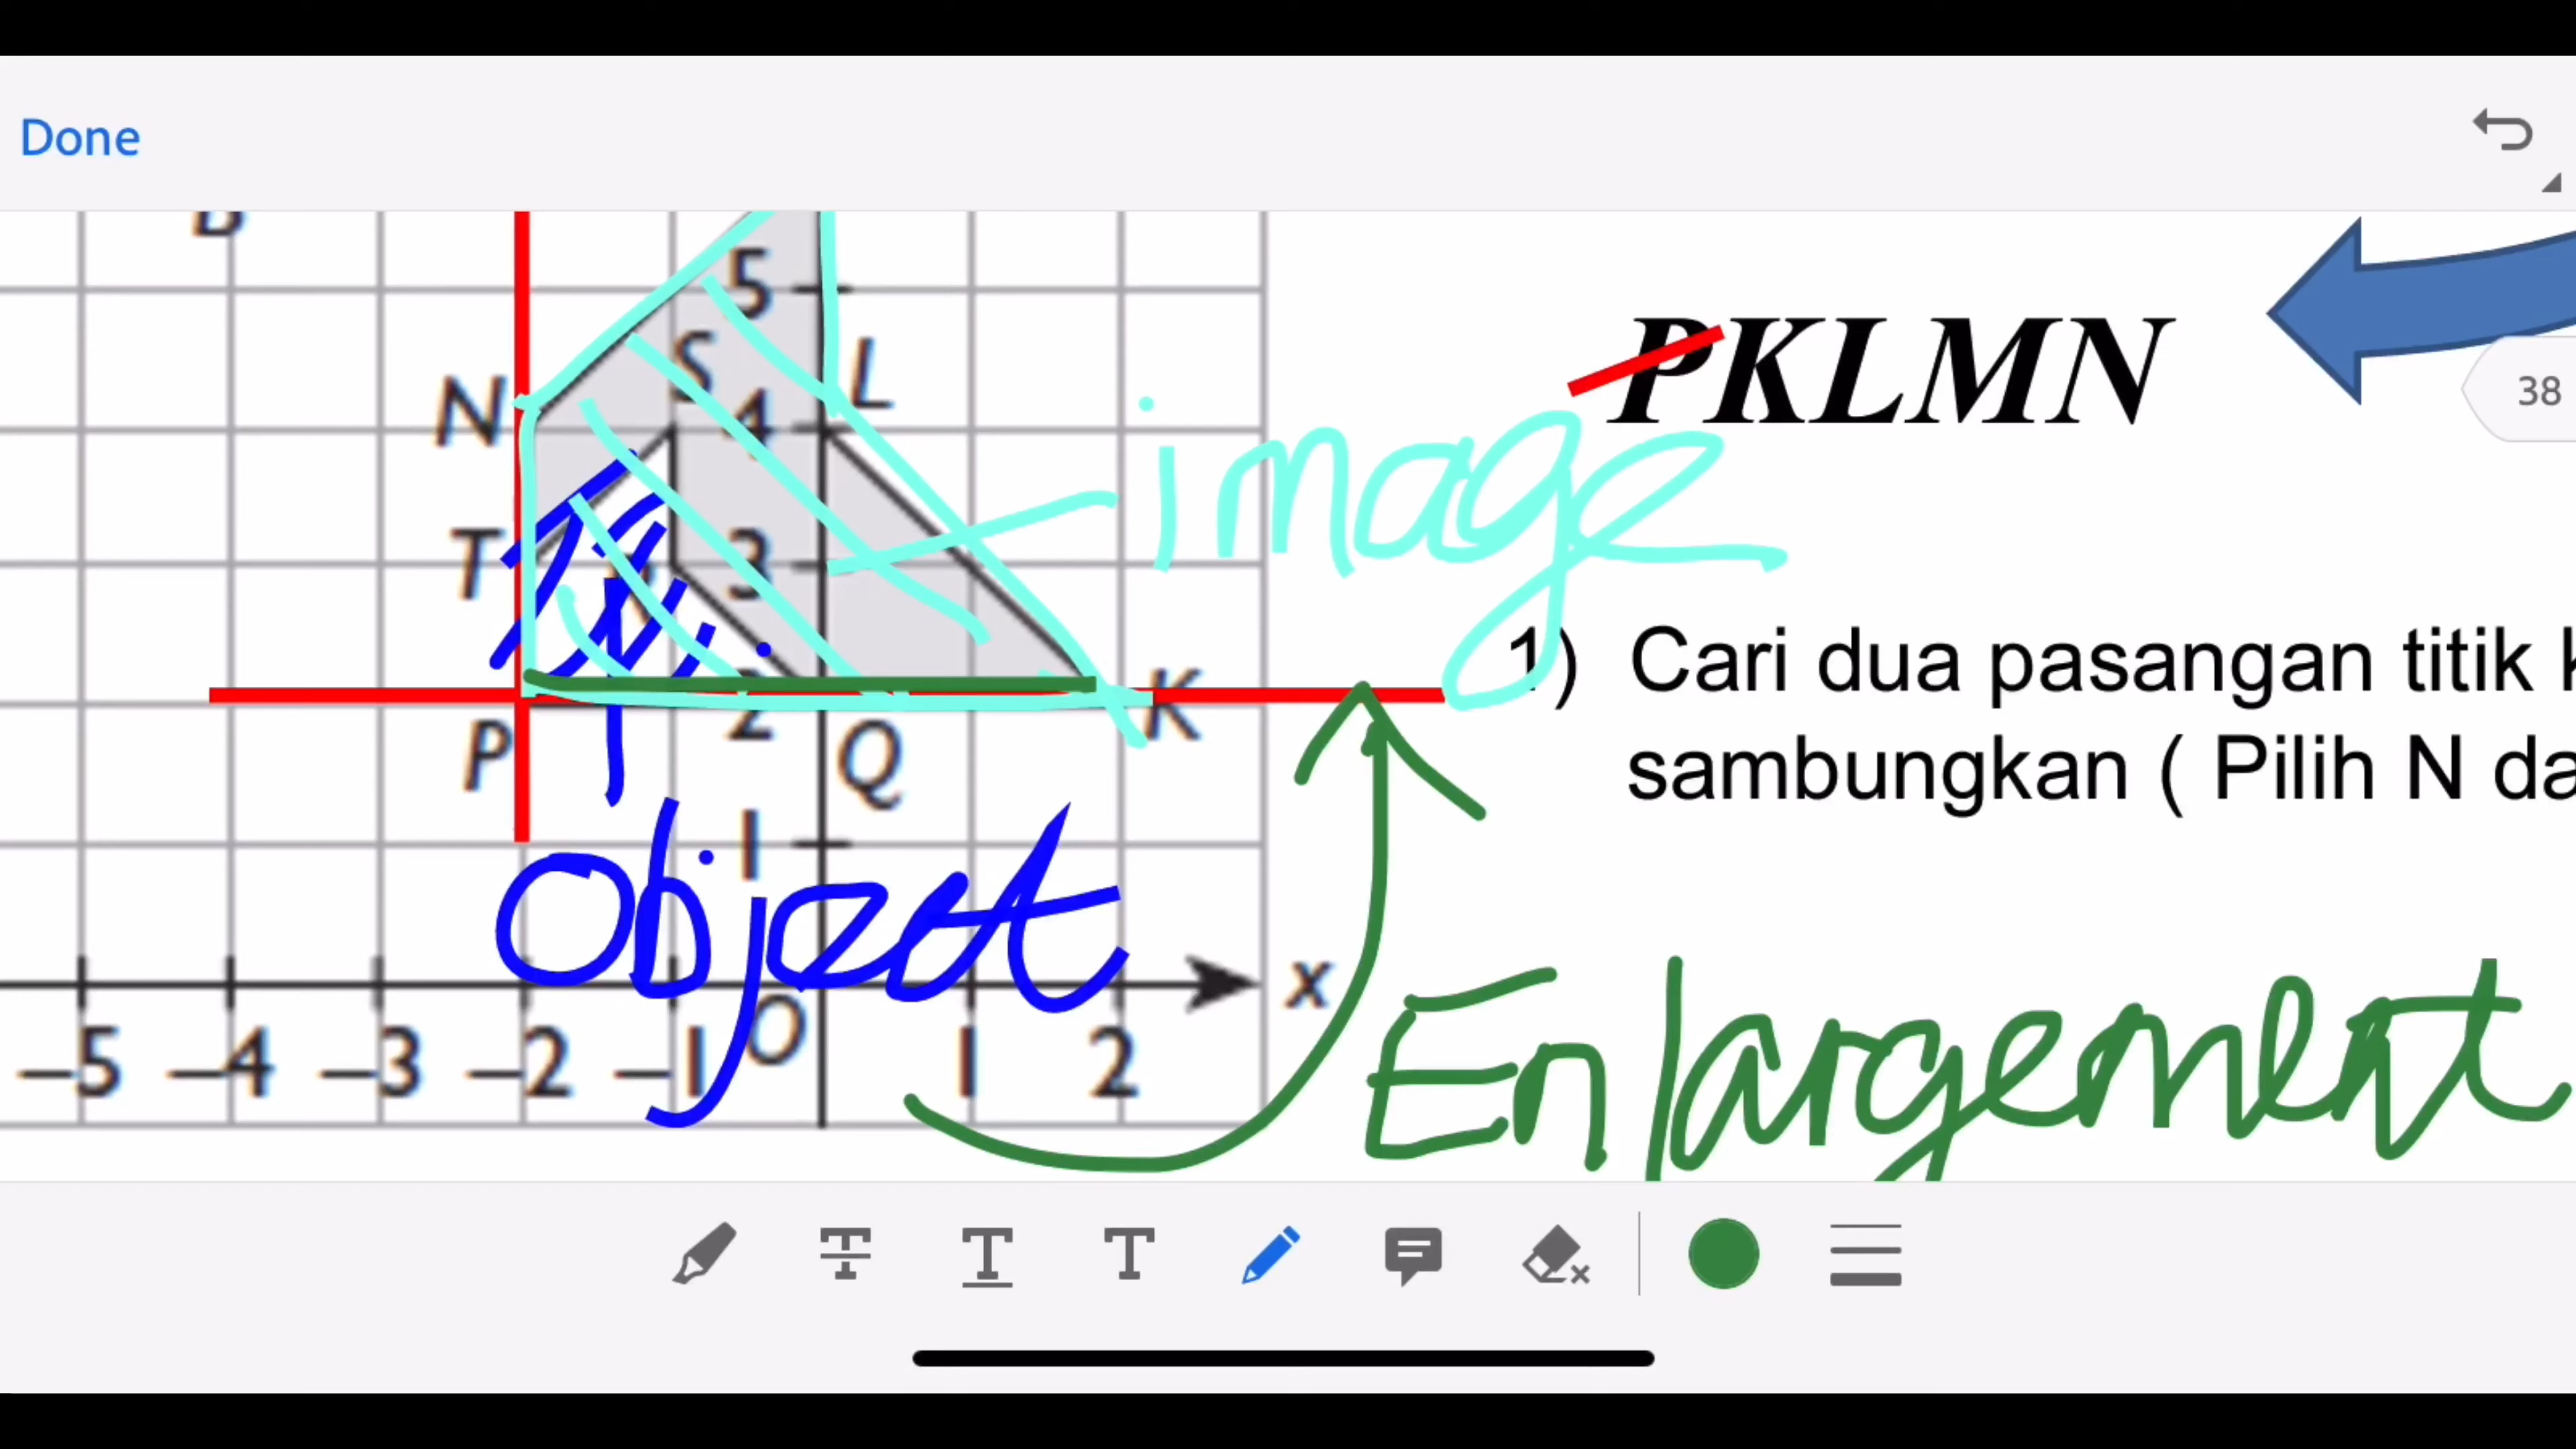 Done
5
S
N
L
4
PKLMN
38
image
T
3
1) Cari dua pasangan titik
K
2
P
Q
sambungkan ( Pilih N
1
object
x
–5 –4 –3 –2 –1 O 1 2
Enlargement